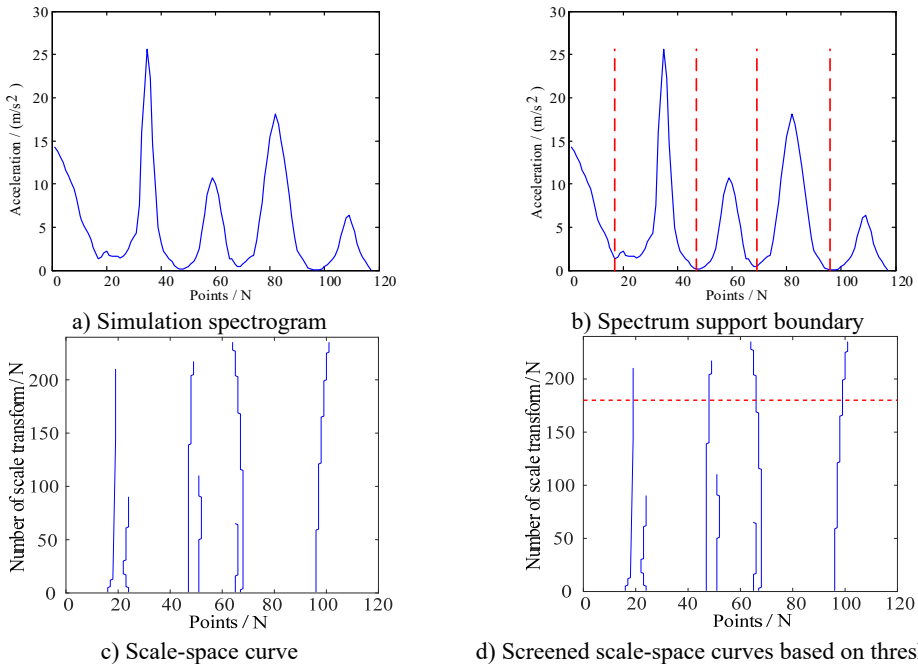 30
25
20
15
10
5
0
Acceleration / (m/s²)
0 20 40 60 80 100 120
Points / N
a) Simulation spectrogram
30
25
20
15
10
5
0
Acceleration / (m/s²)
0 20 40 60 80 100 120
Points / N
b) Spectrum support boundary
200
150
100
50
0
Number of scale transform/ N
0 20 40 60 80 100 120
Points / N
c) Scale-space curve
200
150
100
50
0
Number of scale transform/ N
0 20 40 60 80 100 120
Points / N
d) Screened scale-space curves based on thres